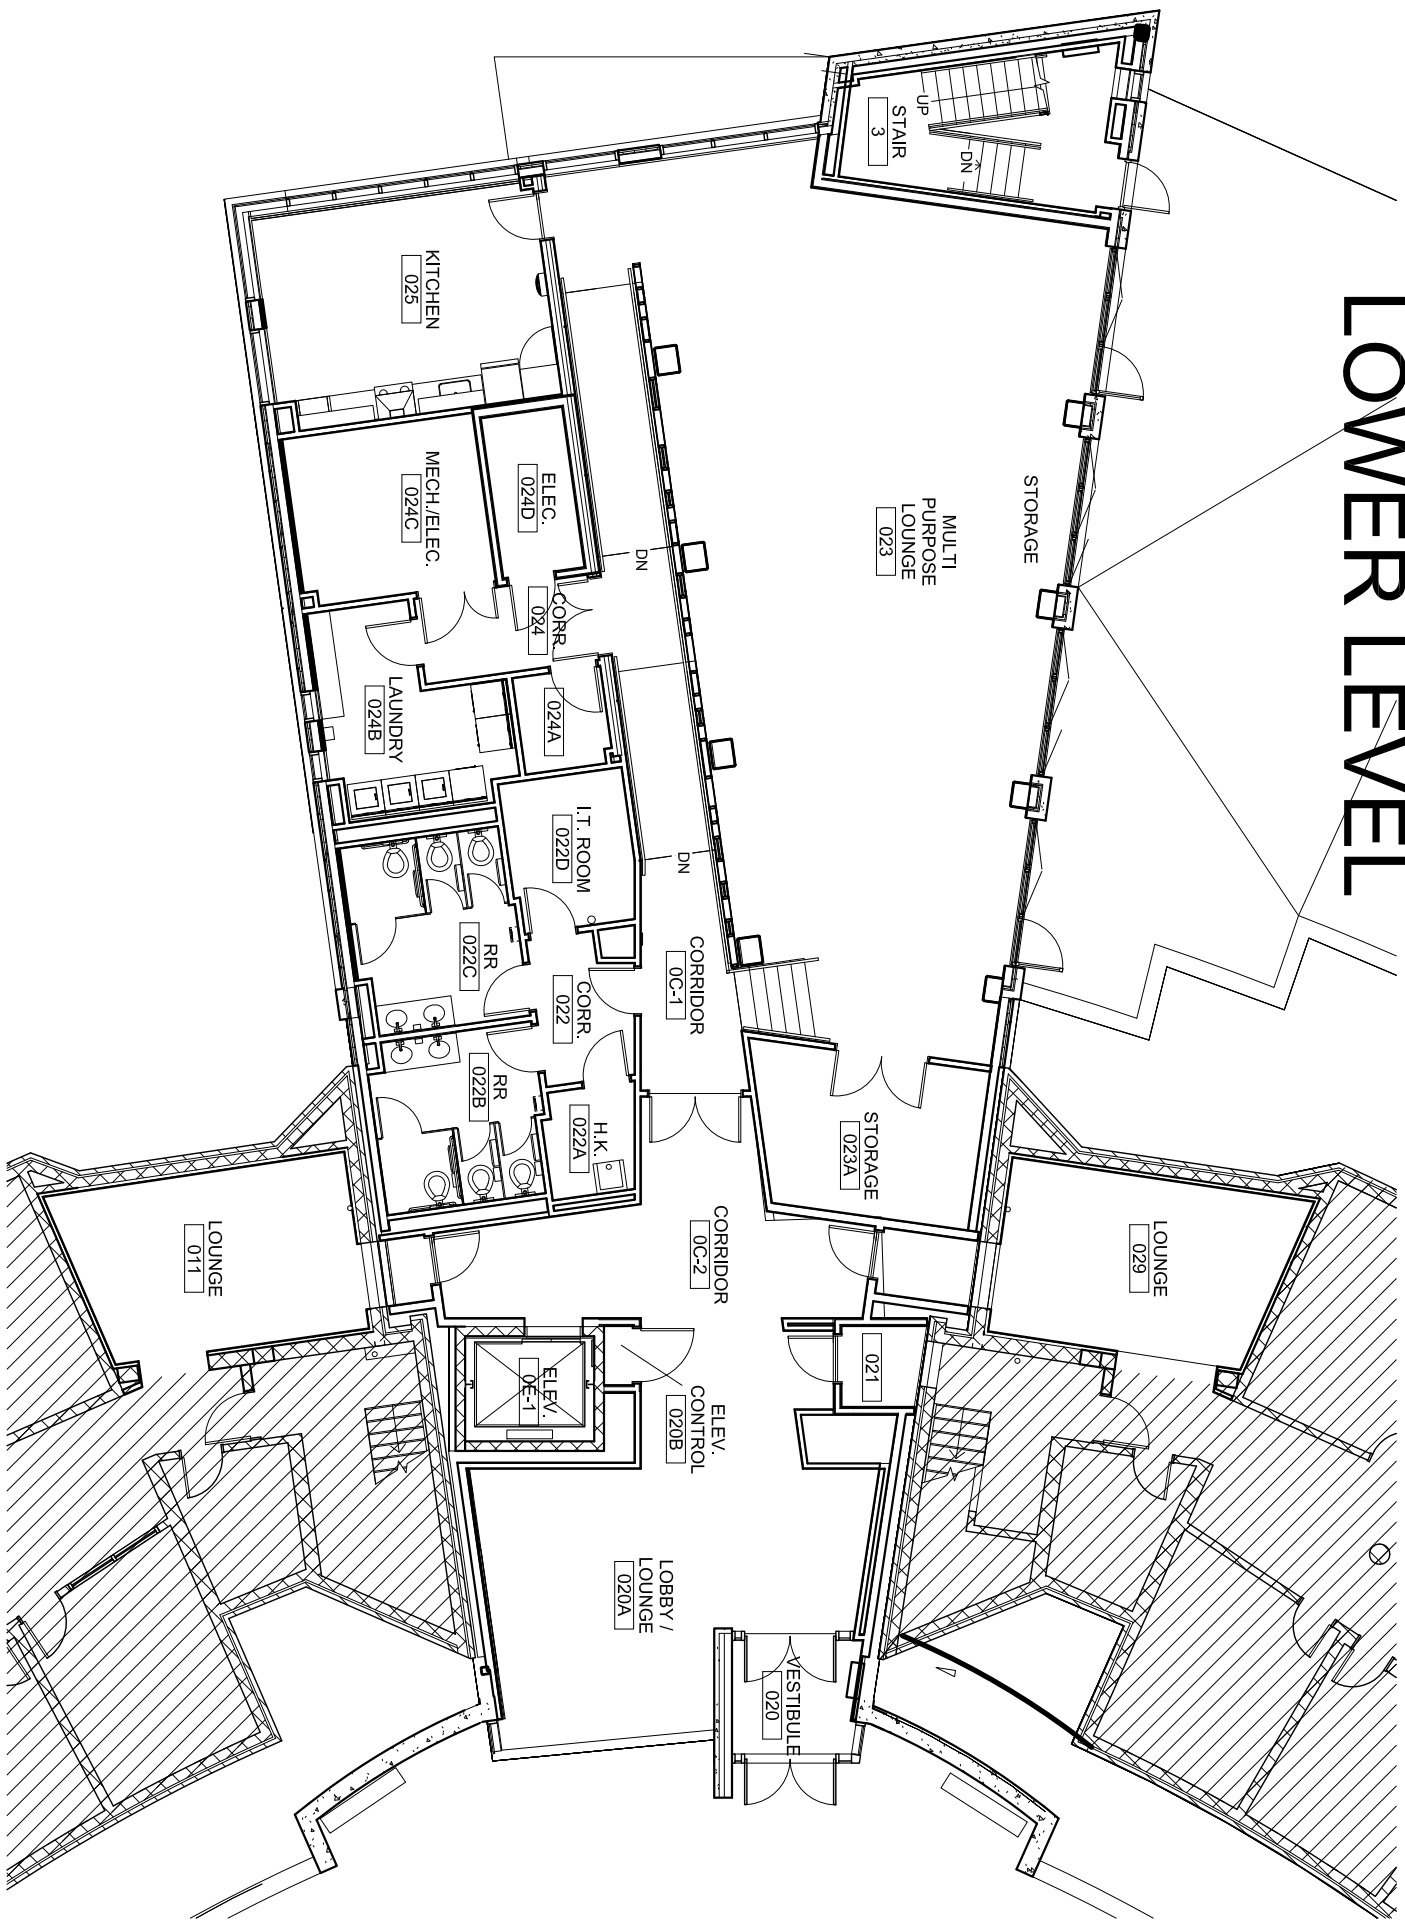 LOWER LEVEL
STAIR
3
UP
DN
KITCHEN
025
MECH./ELEC.
024C
ELEC.
024D
DN
CORR.
024
LAUNDRY
024B
024A
STORAGE
MULTI
PURPOSE
LOUNGE
023
I.T. ROOM
022D
DN
RR
022C
CORR.
022
CORRIDOR
0C-1
RR
022B
H.K.
022A
STORAGE
023A
LOUNGE
011
CORRIDOR
0C-2
LOUNGE
029
ELEV.
0E-1
ELEV.
CONTROL
020B
021
LOBBY /
LOUNGE
020A
VESTIBULE
020